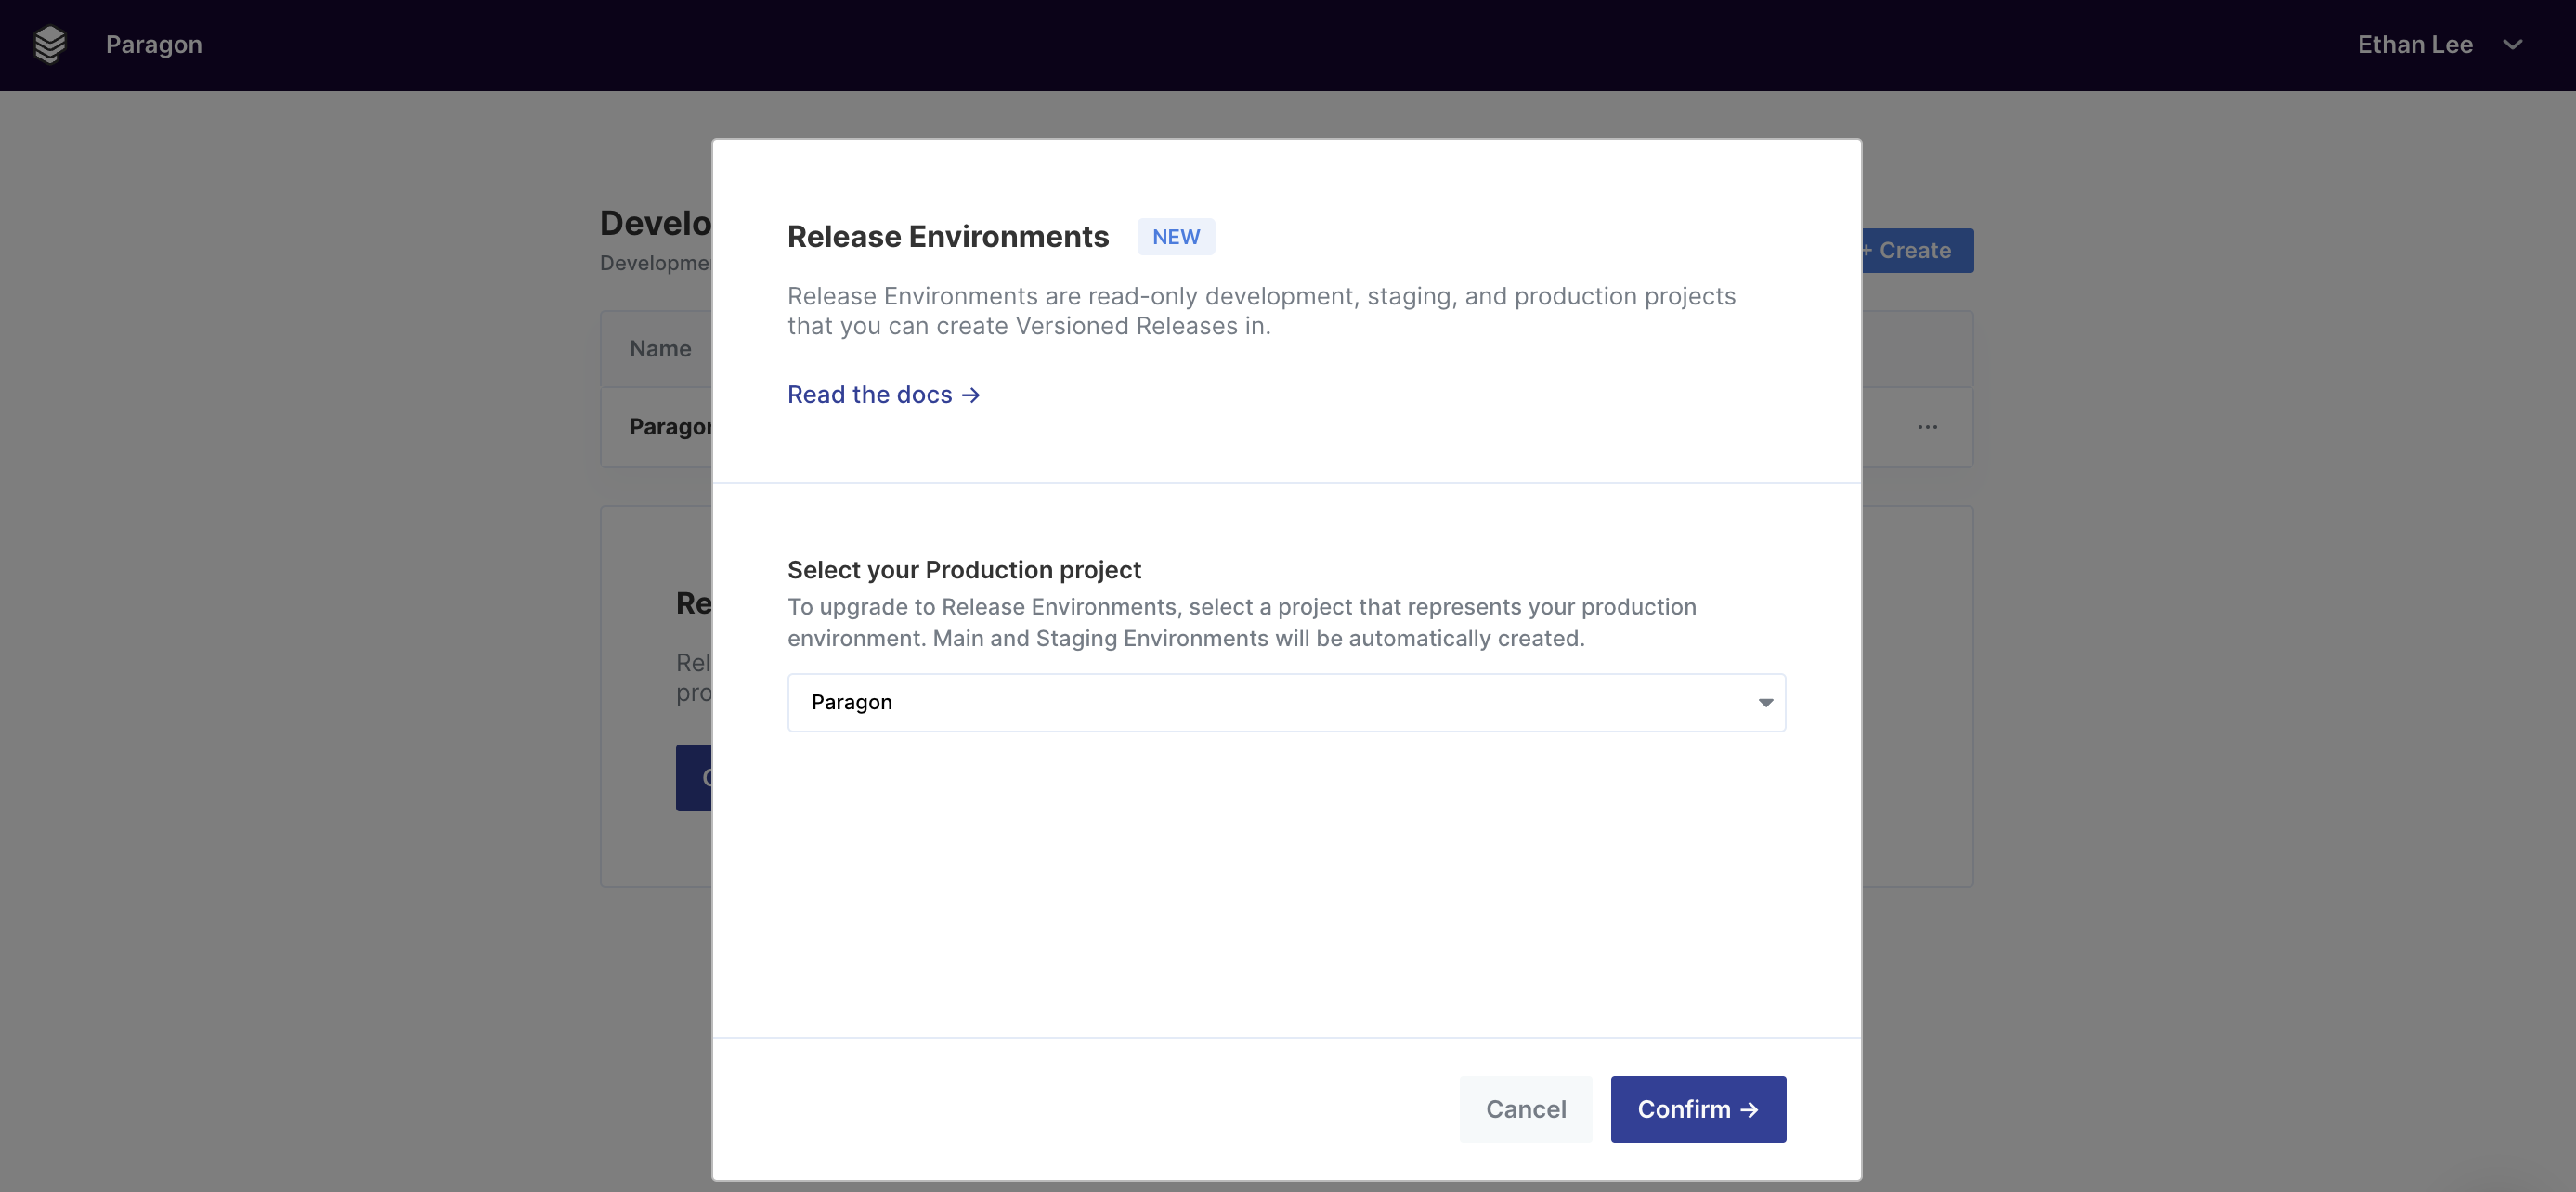 Paragon
Ethan Lee
Develo
Developme
+ Create
Name
Paragon
...
Re
Rel
pro
Release Environments NEW
Release Environments are read-only development, staging, and production projects
that you can create Versioned Releases in.
Read the docs →
Select your Production project
To upgrade to Release Environments, select a project that represents your production
environment. Main and Staging Environments will be automatically created.
Paragon
Cancel
Confirm →